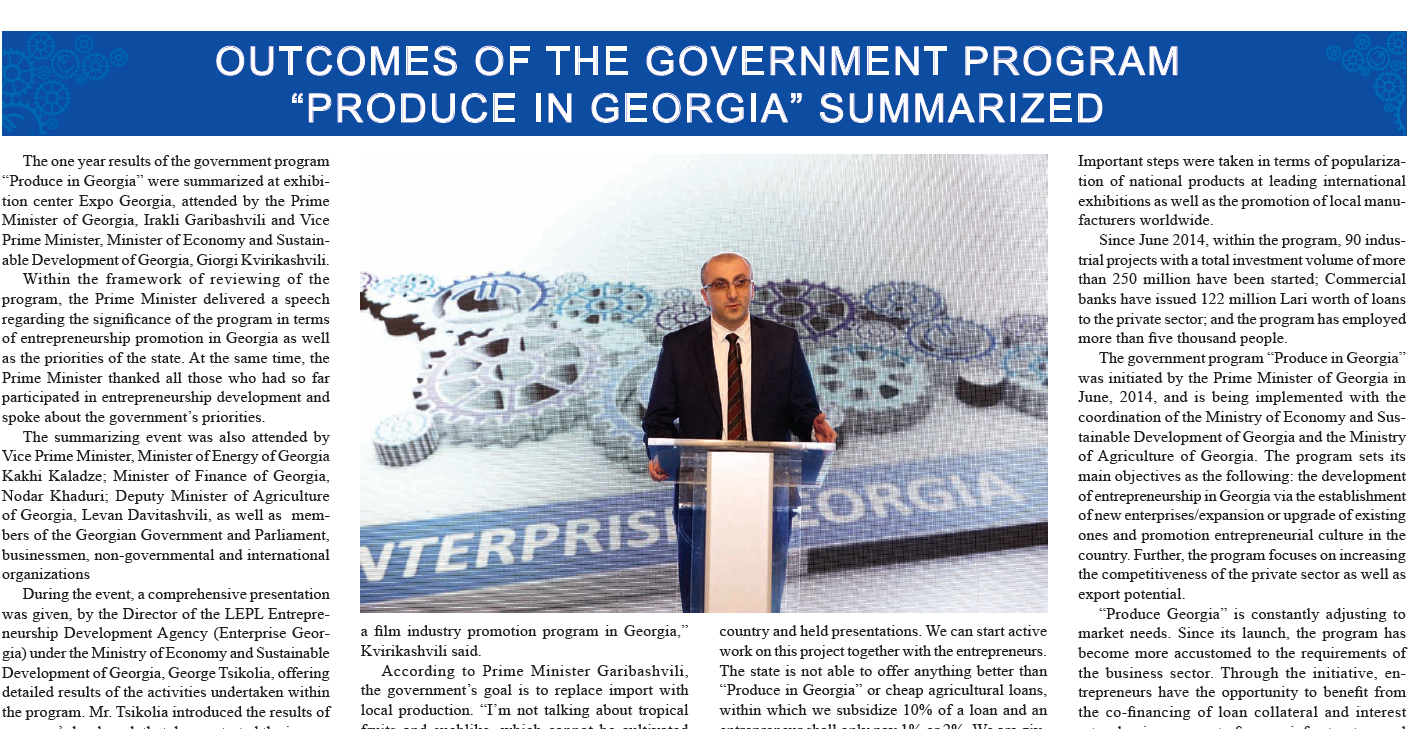 OUTCOMES OF THE GOVERNMENT PROGRAM
“PRODUCE IN GEORGIA” SUMMARIZED
The one year results of the government program
“Produce in Georgia” were summarized at exhibi-
tion center Expo Georgia, attended by the Prime
Minister of Georgia, Irakli Garibashvili and Vice
Prime Minister, Minister of Economy and Sustain-
able Development of Georgia, Giorgi Kvirikashvili.
Within the framework of reviewing of the
program, the Prime Minister delivered a speech
regarding the significance of the program in terms
of entrepreneurship promotion in Georgia as well
as the priorities of the state. At the same time, the
Prime Minister thanked all those who had so far
participated in entrepreneurship development and
spoke about the government’s priorities.
The summarizing event was also attended by
Vice Prime Minister, Minister of Energy of Georgia
Kakhi Kaladze; Minister of Finance of Georgia,
Nodar Khaduri; Deputy Minister of Agriculture
of Georgia, Levan Davitashvili, as well as mem-
bers of the Georgian Government and Parliament,
businessmen, non-governmental and international
organizations
During the event, a comprehensive presentation
was given, by the Director of the LEPL Entrepre-
neurship Development Agency (Enterprise Geor-
gia) under the Ministry of Economy and Sustainable
Development of Georgia, George Tsikolia, offering
detailed results of the activities undertaken within
the program. Mr. Tsikolia introduced the results of
NTERPRIS EORGIA
a film industry promotion program in Georgia,”
Kvirikashvili said.
According to Prime Minister Garibashvili,
the government’s goal is to replace import with
local production. “I’m not talking about tropical
fruits and suchlike, which cannot be cultivated
country and held presentations. We can start active
work on this project together with the entrepreneurs.
The state is not able to offer anything better than
“Produce in Georgia” or cheap agricultural loans,
within which we subsidize 10% of a loan and an
entrepreneur shall only pay 1% or 2%. We are giv-
Important steps were taken in terms of populariza-
tion of national products at leading international
exhibitions as well as the promotion of local manu-
facturers worldwide.
Since June 2014, within the program, 90 indus-
trial projects with a total investment volume of more
than 250 million have been started; Commercial
banks have issued 122 million Lari worth of loans
to the private sector; and the program has employed
more than five thousand people.
The government program “Produce in Georgia”
was initiated by the Prime Minister of Georgia in
June, 2014, and is being implemented with the
coordination of the Ministry of Economy and Sus-
tainable Development of Georgia and the Ministry
of Agriculture of Georgia. The program sets its
main objectives as the following: the development
of entrepreneurship in Georgia via the establishment
of new enterprises/expansion or upgrade of existing
ones and promotion entrepreneurial culture in the
country. Further, the program focuses on increasing
the competitiveness of the private sector as well as
export potential.
“Produce Georgia” is constantly adjusting to
market needs. Since its launch, the program has
become more accustomed to the requirements of
the business sector. Through the initiative, en-
trepreneurs have the opportunity to benefit from
the co-financing of loan collateral and interest